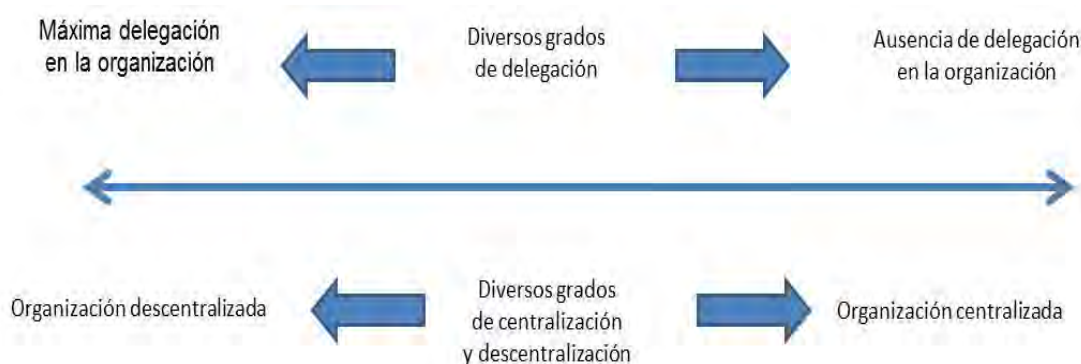 Máxima delegación
en la organización
Diversos grados
de delegación
Ausencia de delegación
en la organización
Organización descentralizada
Diversos grados
de centralización
y descentralización
Organización centralizada